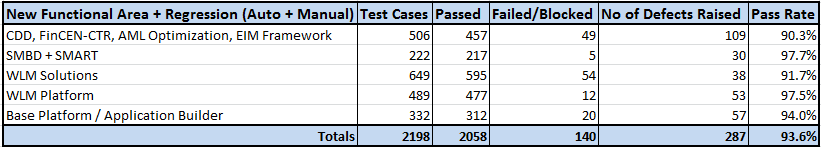 New Functional Area + Regression (Auto + Manual) Test Cases Passed Failed/Blocked No of Defects Raised Pass Rate
CDD, FinCEN-CTR, AML Optimization, EIM Framework 506 457 49 109 90.3%
SMBD + SMART 222 217 5 30 97.7%
WLM Solutions 649 595 54 38 91.7%
WLM Platform 489 477 12 53 97.5%
Base Platform / Application Builder 332 312 20 57 94.0%
Totals 2198 2058 140 287 93.6%